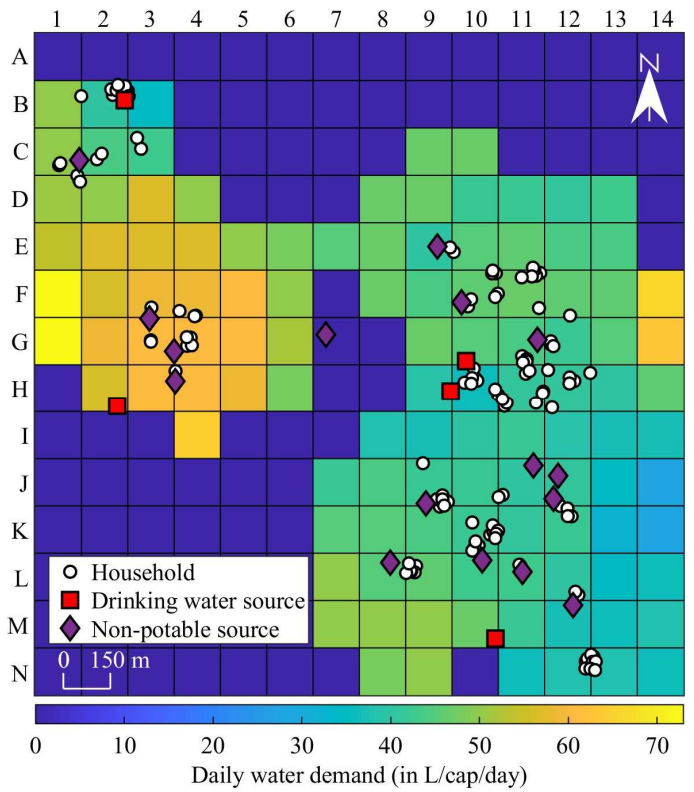 1 2 3 4 5 6 7 8 9 10 11 12 13 14
A
B
C
D
E
F
G
H
I
J
K
L
M
N
N
Household
Drinking water source
Non-potable source
0 150 m
0 10 20 30 40 50 60 70
Daily water demand (in L/cap/day)